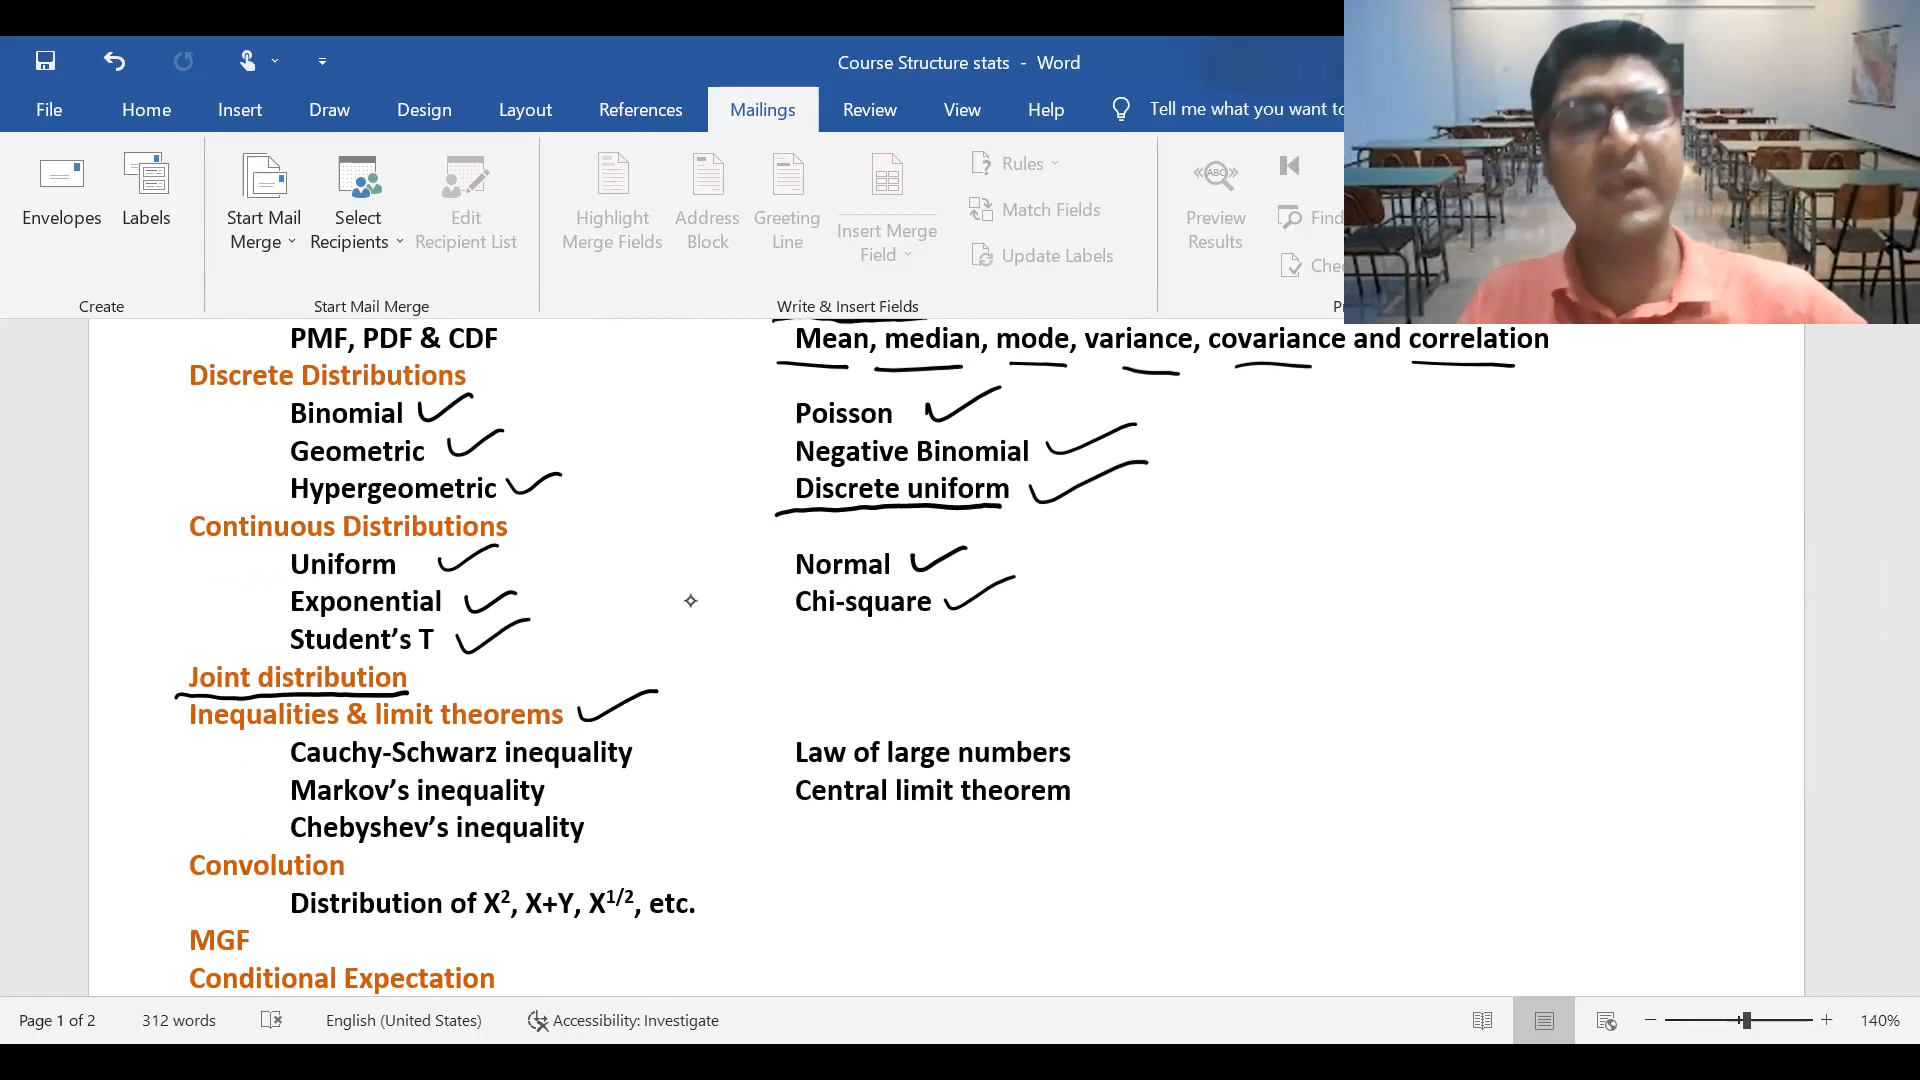 Course Structure stats - Word
File Home Insert Draw Design Layout References Mailings Review View Help Tell me what you want to
Envelopes Labels Start Mail Merge Select Recipients Edit Recipient List Highlight Merge Fields Address Block Greeting Line Insert Merge Field Rules Match Fields Update Labels «ABC» Preview Results Find
Create Start Mail Merge Write & Insert Fields
PMF, PDF & CDF Mean, median, mode, variance, covariance and correlation
Discrete Distributions
Binomial Poisson
Geometric Negative Binomial
Hypergeometric Discrete uniform
Continuous Distributions
Uniform Normal
Exponential Chi-square
Student’s T
Joint distribution
Inequalities & limit theorems
Cauchy-Schwarz inequality Law of large numbers
Markov’s inequality Central limit theorem
Chebyshev’s inequality
Convolution
Distribution of X², X+Y, X¹/², etc.
MGF
Conditional Expectation
Page 1 of 2 312 words English (United States) Accessibility: Investigate 140%